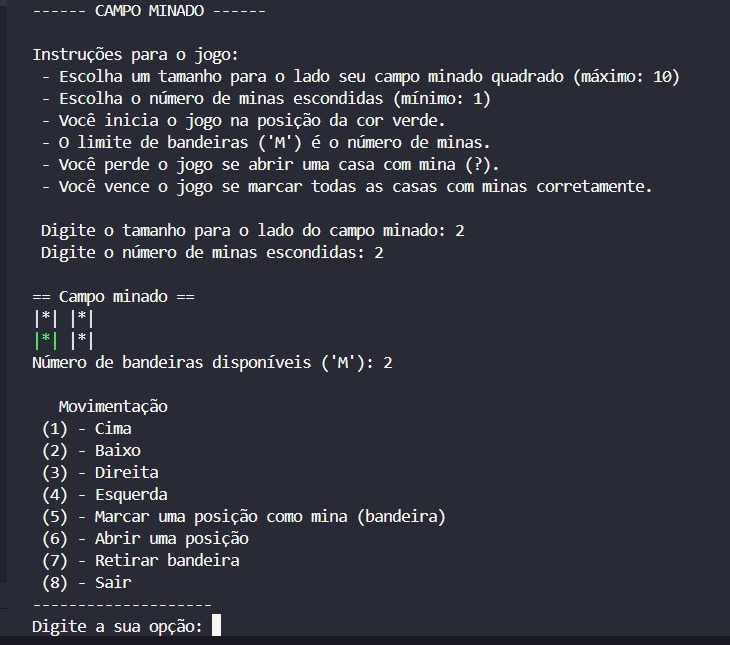 ------ CAMPO MINADO ------
Instruções para o jogo:
- Escolha um tamanho para o lado seu campo minado quadrado (máximo: 10)
- Escolha o número de minas escondidas (mínimo: 1)
- Você inicia o jogo na posição da cor verde.
- O limite de bandeiras ('M') é o número de minas.
- Você perde o jogo se abrir uma casa com mina (?).
- Você vence o jogo se marcar todas as casas com minas corretamente.
Digite o tamanho para o lado do campo minado: 2
Digite o número de minas escondidas: 2
== Campo minado ==
|*| |*|
|*| |*|
Número de bandeiras disponíveis ('M'): 2
Movimentação
(1) - Cima
(2) - Baixo
(3) - Direita
(4) - Esquerda
(5) - Marcar uma posição como mina (bandeira)
(6) - Abrir uma posição
(7) - Retirar bandeira
(8) - Sair
--------------------
Digite a sua opção: